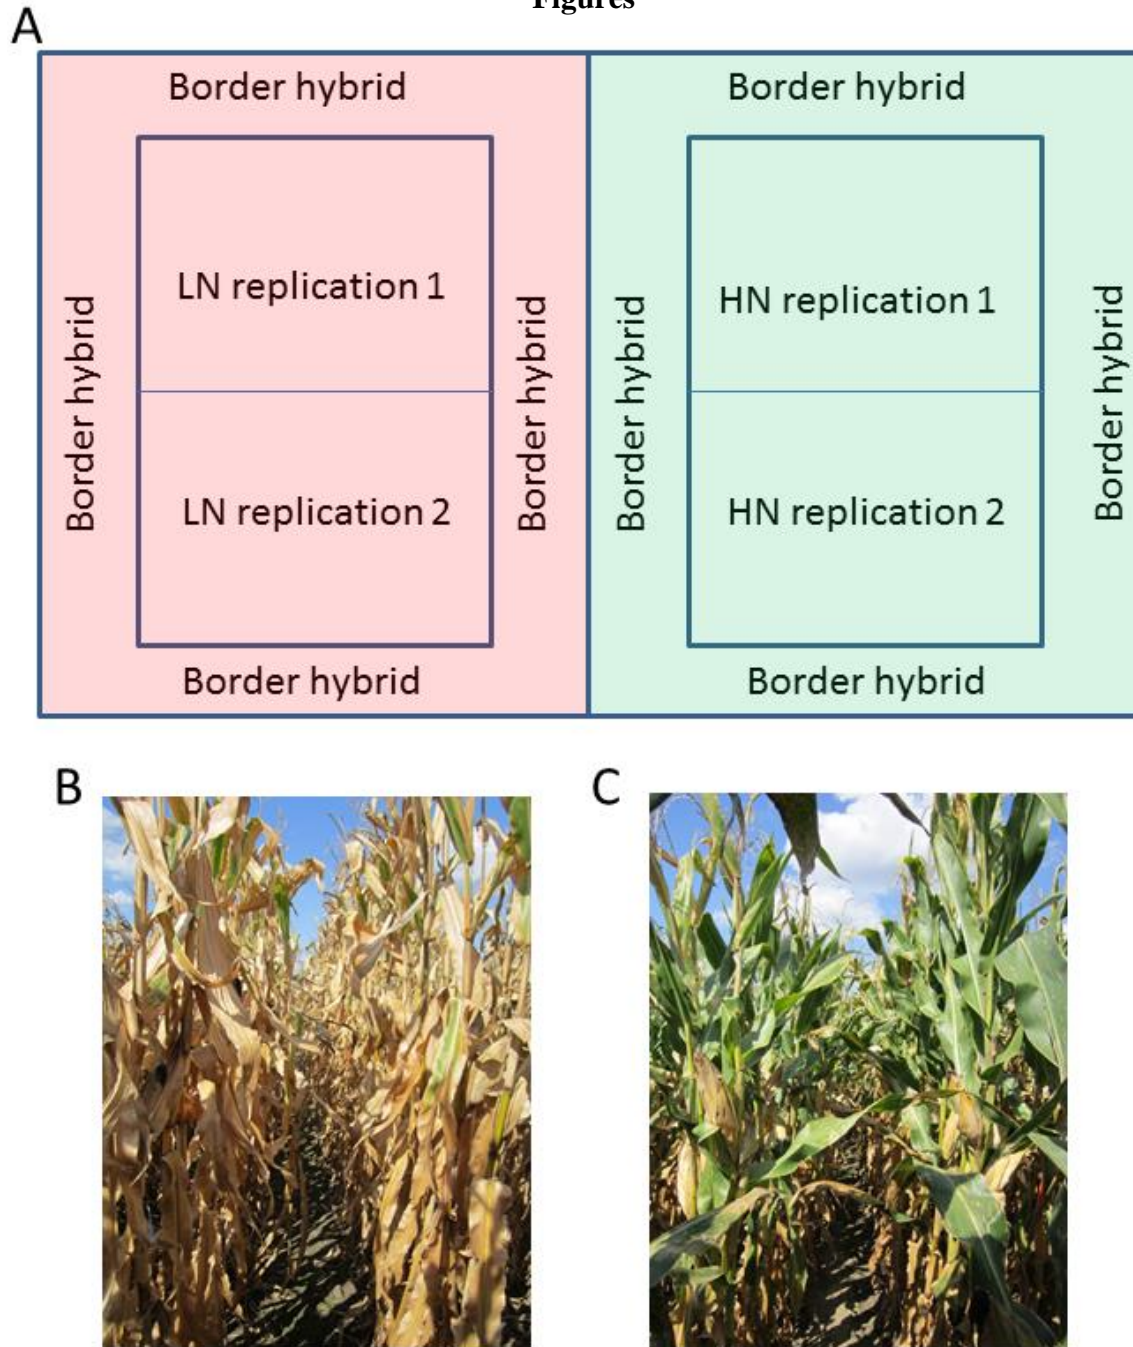 Figures
A
Border hybrid
Border hybrid
Border hybrid
LN replication 1
LN replication 2
Border hybrid
Border hybrid
Border hybrid
HN replication 1
HN replication 2
Border hybrid
Border hybrid
B
C